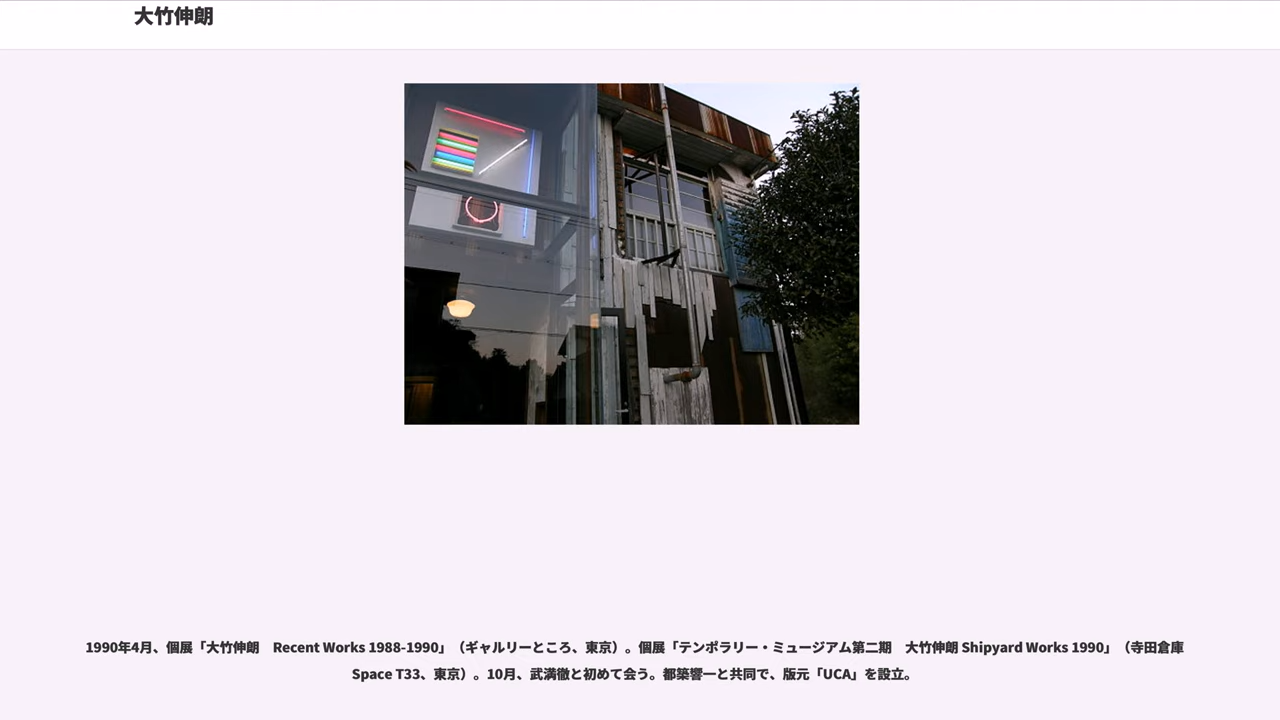 大竹伸朗
1990年4月、個展「大竹伸朗　Recent Works 1988-1990」（ギャルリーところ、東京）。個展「テンポラリー・ミュージアム第二期　大竹伸朗 Shipyard Works 1990」（寺田倉庫
Space T33、東京）。10月、武満徹と初めて会う。都築響一と共同で、版元「UCA」を設立。